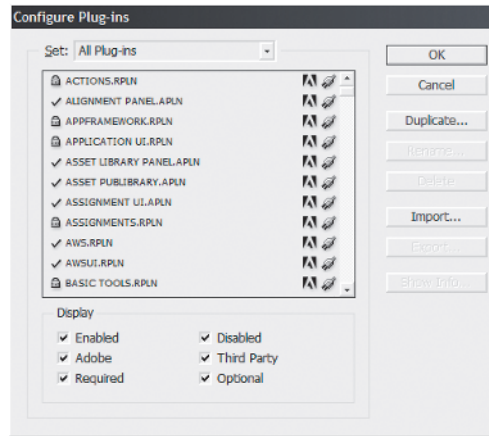 Configure Plug-ins
Set: All Plug-ins
OK
Cancel
Duplicate...
Rename...
Delete
Import...
Export...
Show Info...
ACTIONS.RPLN
ALIGNMENT PANEL.APLN
APPFRAMEWORK.RPLN
APPLICATION UI.RPLN
ASSET LIBRARY PANEL.APLN
ASSET PUBLIBRARY.APLN
ASSIGNMENT UI.APLN
ASSIGNMENTS.RPLN
AWS.RPLN
AWSUI.RPLN
BASIC TOOLS.RPLN
Display
Enabled
Disabled
Adobe
Third Party
Required
Optional